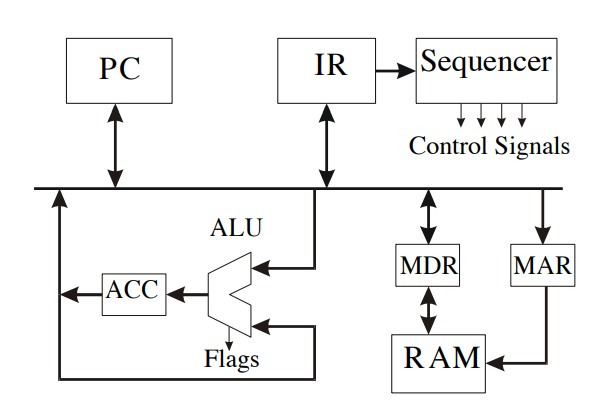 PC
IR
Sequencer
Control Signals
ALU
ACC
MDR
MAR
Flags
RAM